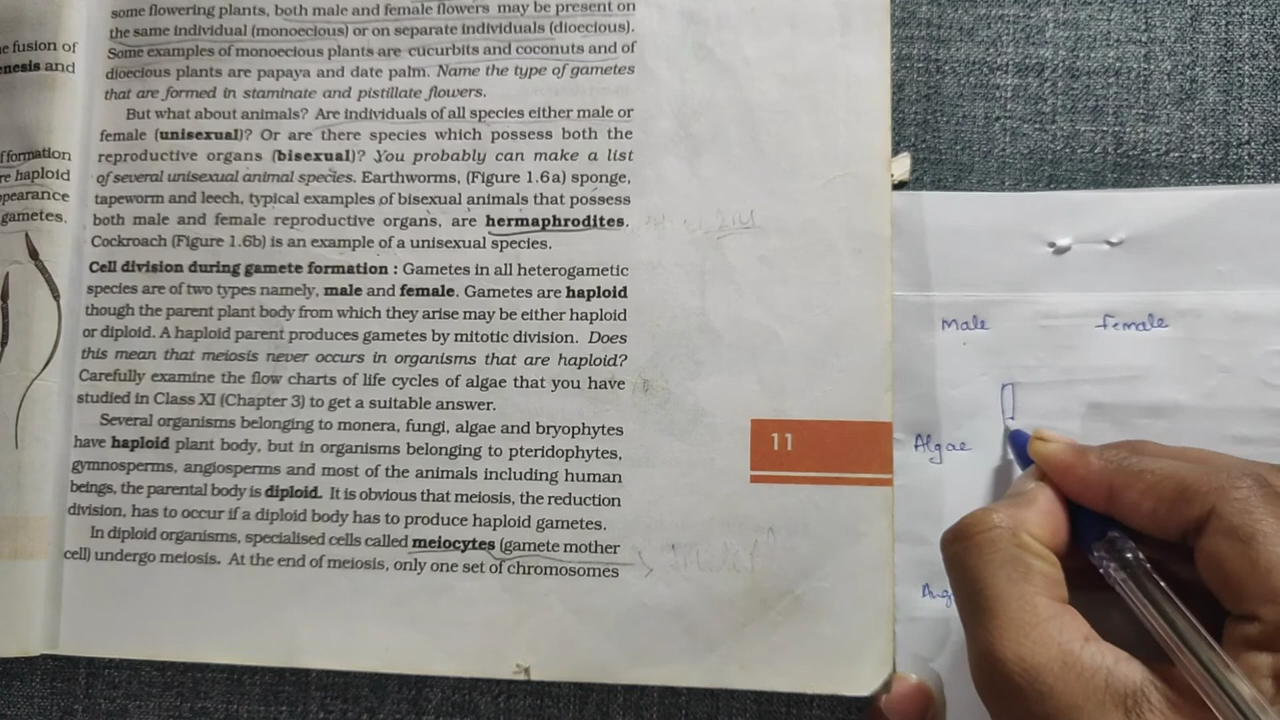 e fusion of
enesis and
f formation
re haploid
ppearance
gametes,
some flowering plants, both male and female flowers may be present on
the same individual (monoecious) or on separate individuals (dioecious).
Some examples of monoecious plants are cucurbits and coconuts and of
dioecious plants are papaya and date palm. Name the type of gametes
that are formed in staminate and pistillate flowers.
But what about animals? Are individuals of all species either male or
female (unisexual)? Or are there species which possess both the
reproductive organs (bisexual)? You probably can make a list
of several unisexual animal species. Earthworms, (Figure 1.6a) sponge,
tapeworm and leech, typical examples of bisexual animals that possess
both male and female reproductive organs, are hermaphrodites.
Cockroach (Figure 1.6b) is an example of a unisexual species.
Cell division during gamete formation : Gametes in all heterogametic
species are of two types namely, male and female. Gametes are haploid
though the parent plant body from which they arise may be either haploid
or diploid. A haploid parent produces gametes by mitotic division. Does
this mean that meiosis never occurs in organisms that are haploid?
Carefully examine the flow charts of life cycles of algae that you have
studied in Class XI (Chapter 3) to get a suitable answer.
Several organisms belonging to monera, fungi, algae and bryophytes
have haploid plant body, but in organisms belonging to pteridophytes,
gymnosperms, angiosperms and most of the animals including human
beings, the parental body is diploid. It is obvious that meiosis, the reduction
division, has to occur if a diploid body has to produce haploid gametes.
In diploid organisms, specialised cells called meiocytes (gamete mother
cell) undergo meiosis. At the end of meiosis, only one set of chromosomes
11
Male female
Algae
Ang